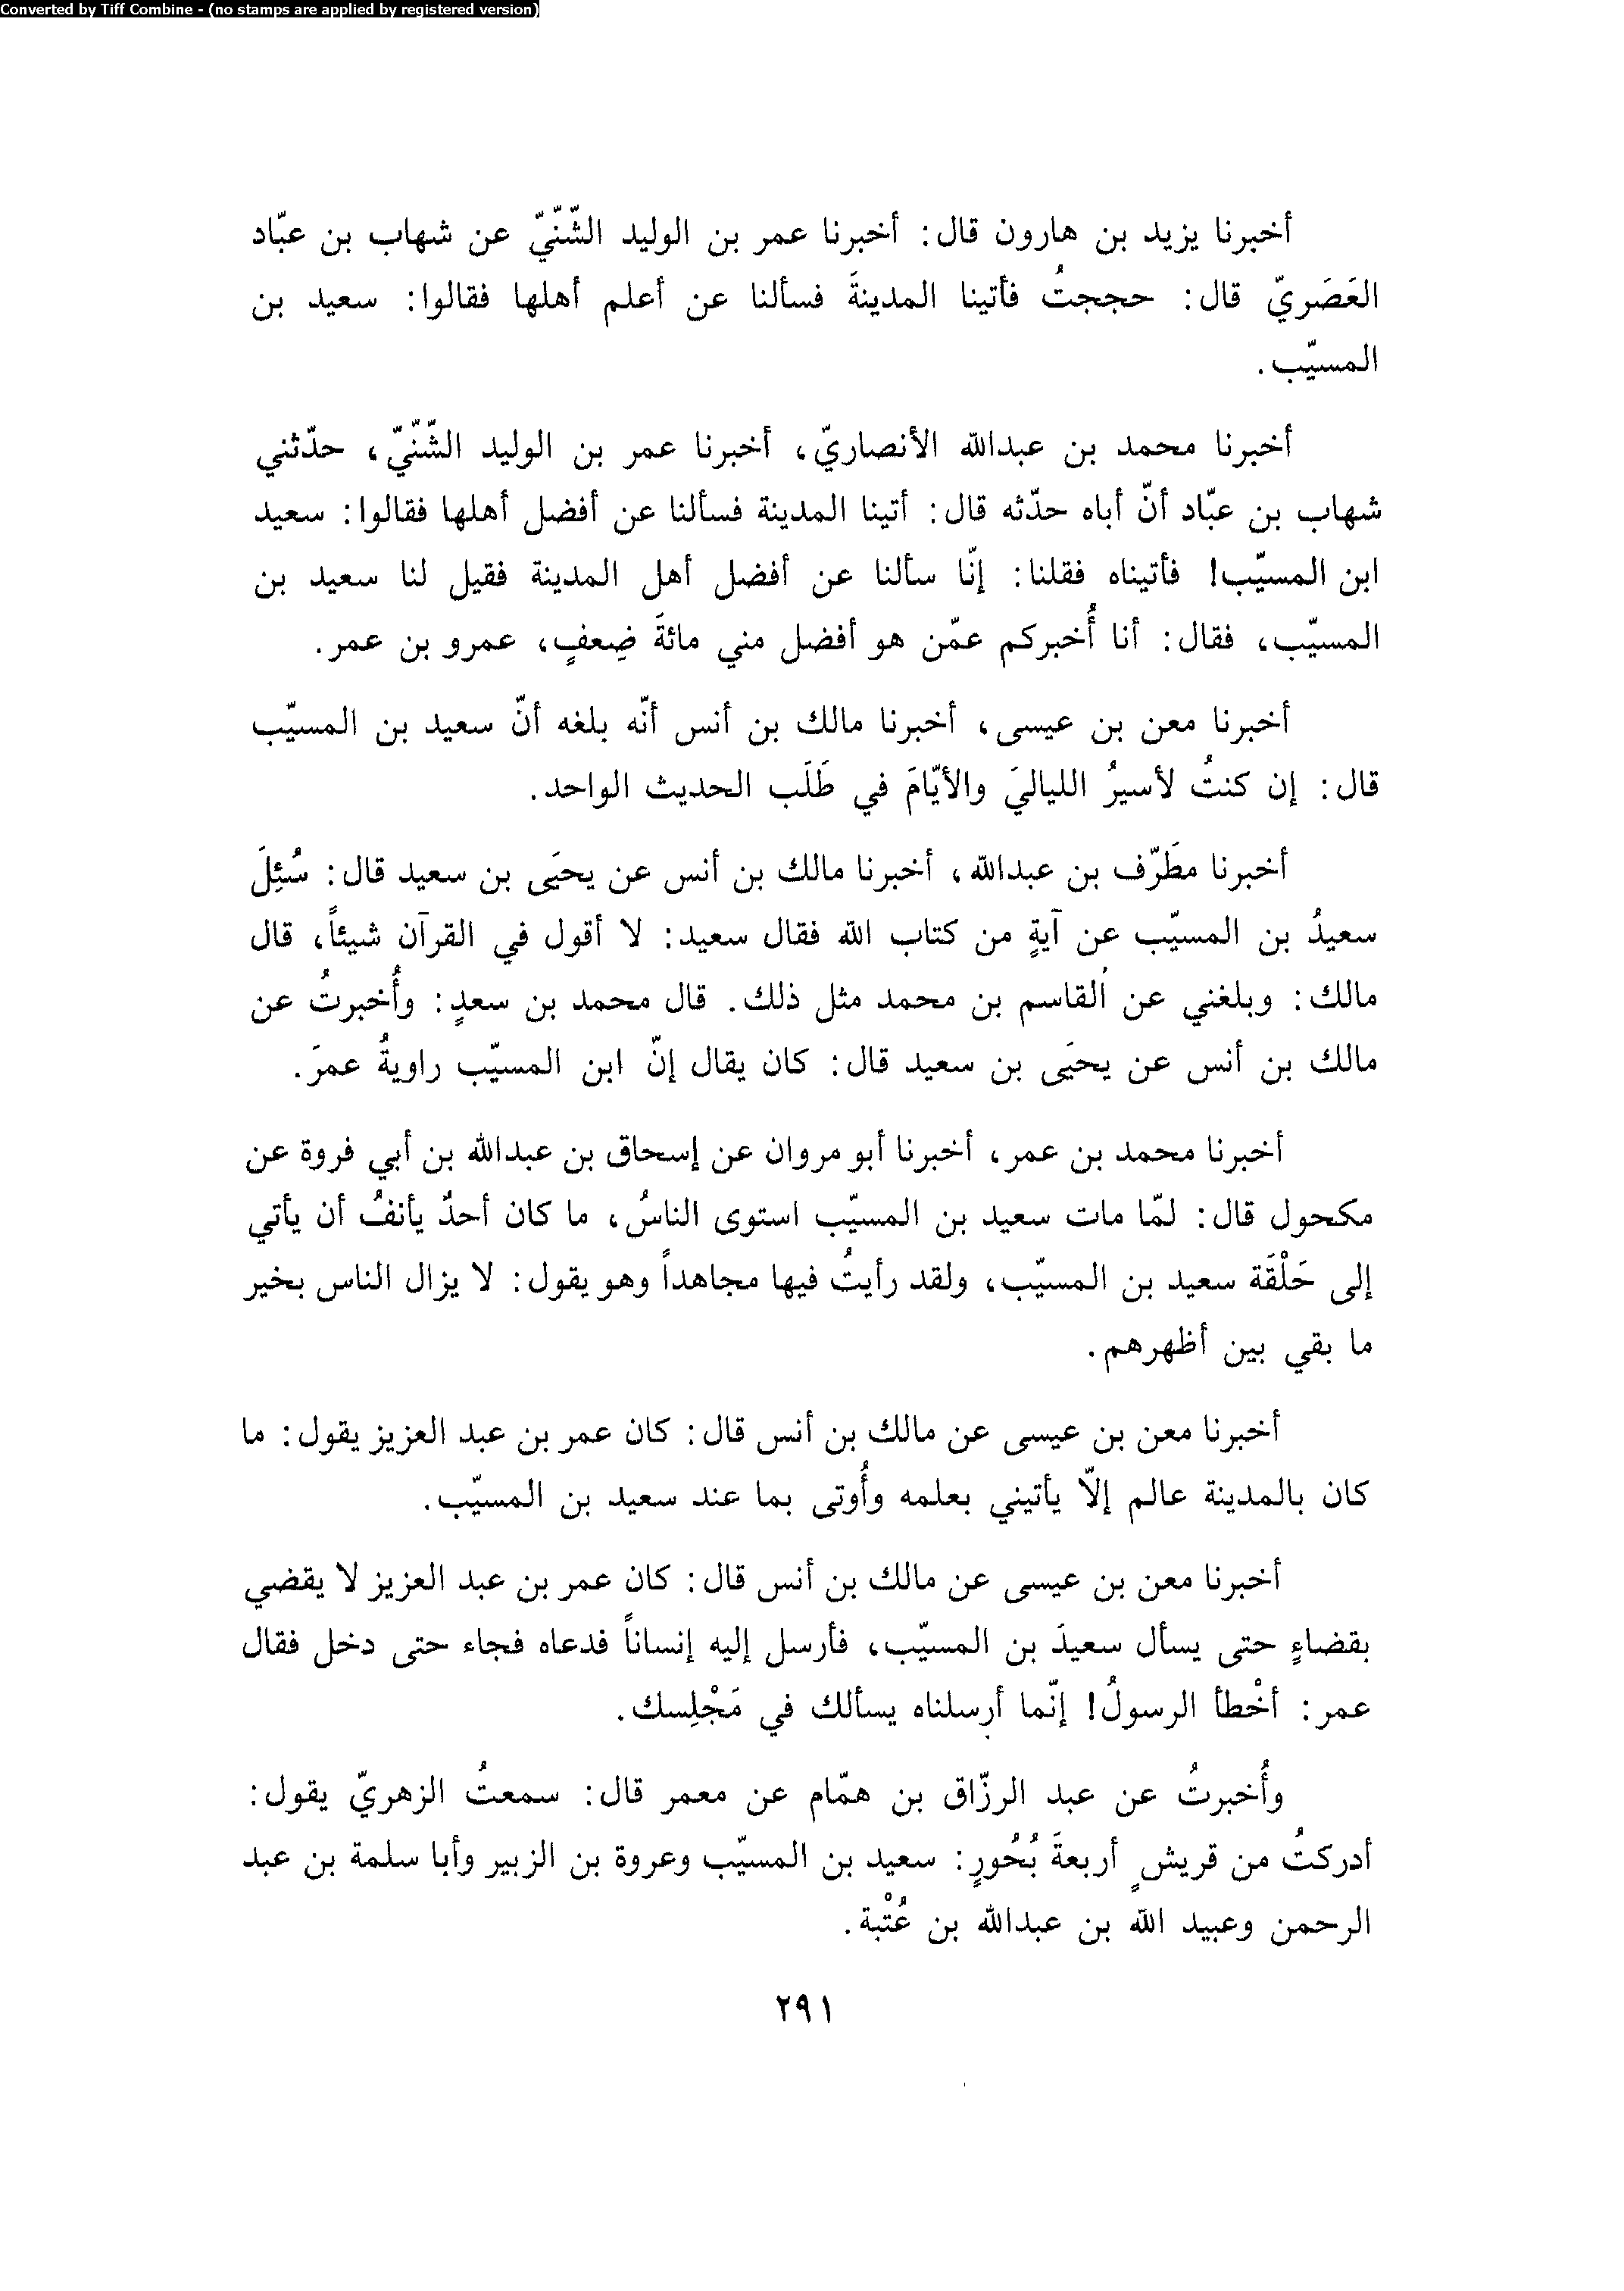 Converted by Tiff Combine - (no stamps are applied by registered version)
أخبرنا يزيد بن هارون قال: أخبرنا عمر بن الوليد الشّنّيّ عن شهاب بن عبّاد
العَصَريّ قال: حججتُ فأتينا المدينةَ فسألنا عن أعلم أهلها فقالوا: سعيد بن
المسيّب.
أخبرنا محمد بن عبدالله الأنصاريّ، أخبرنا عمر بن الوليد الشّنّيّ، حدّثني
شهاب بن عبّاد أنّ أباه حدّثه قال: أتينا المدينة فسألنا عن أفضل أهلها فقالوا: سعيد
ابن المسيّب! فأتيناه فقلنا: إنّا سألنا عن أفضل أهل المدينة فقيل لنا سعيد بن
المسيّب، فقال: أنا أُخبركم عمّن هو أفضل مني مائةَ ضِعفٍ، عمرو بن عمر.
أخبرنا معن بن عيسى، أخبرنا مالك بن أنس أنّه بلغه أنّ سعيد بن المسيّب
قال: إن كنتُ لأسيرُ الليالي والأيّامَ في طَلَب الحديث الواحد.
أخبرنا مطَرّف بن عبدالله، أخبرنا مالك بن أنس عن يحيَى بن سعيد قال: سُئِلَ
سعيدُ بن المسيّب عن آيةٍ من كتاب الله فقال سعيد: لا أقول في القرآن شيئاً، قال
مالك: وبلغني عن القاسم بن محمد مثل ذلك. قال محمد بن سعدٍ: وأُخبرتُ عن
مالك بن أنس عن يحيَى بن سعيد قال: كان يقال إنّ ابن المسيّب راويةُ عمرَ.
أخبرنا محمد بن عمر، أخبرنا أبو مروان عن إسحاق بن عبدالله بن أبي فروة عن
مكحول قال: لمّا مات سعيد بن المسيّب استوى الناسُ، ما كان أحدٌ يأنفُ أن يأتي
إلى حَلْقَة سعيد بن المسيّب، ولقد رأيتُ فيها مجاهداً وهو يقول: لا يزال الناس بخير
ما بقي بين أظهرهم.
أخبرنا معن بن عيسى عن مالك بن أنس قال: كان عمر بن عبد العزيز يقول: ما
كان بالمدينة عالم إلاّ يأتيني بعلمه وأُوتى بما عند سعيد بن المسيّب.
أخبرنا معن بن عيسى عن مالك بن أنس قال: كان عمر بن عبد العزيز لا يقضي
بقضاءٍ حتى يسأل سعيدَ بن المسيّب، فأرسل إليه إنساناً فدعاه فجاء حتى دخل فقال
عمر: أخْطأ الرسولُ! إنّما أرسلناه يسألك في مَجْلِسك.
وأُخبرتُ عن عبد الرزّاق بن همّام عن معمر قال: سمعتُ الزهريّ يقول:
أدركتُ من قريشٍ أربعةَ بُحُورٍ: سعيد بن المسيّب وعروة بن الزبير وأبا سلمة بن عبد
الرحمن وعبيد الله بن عبدالله بن عُتْبة.
٢٩١